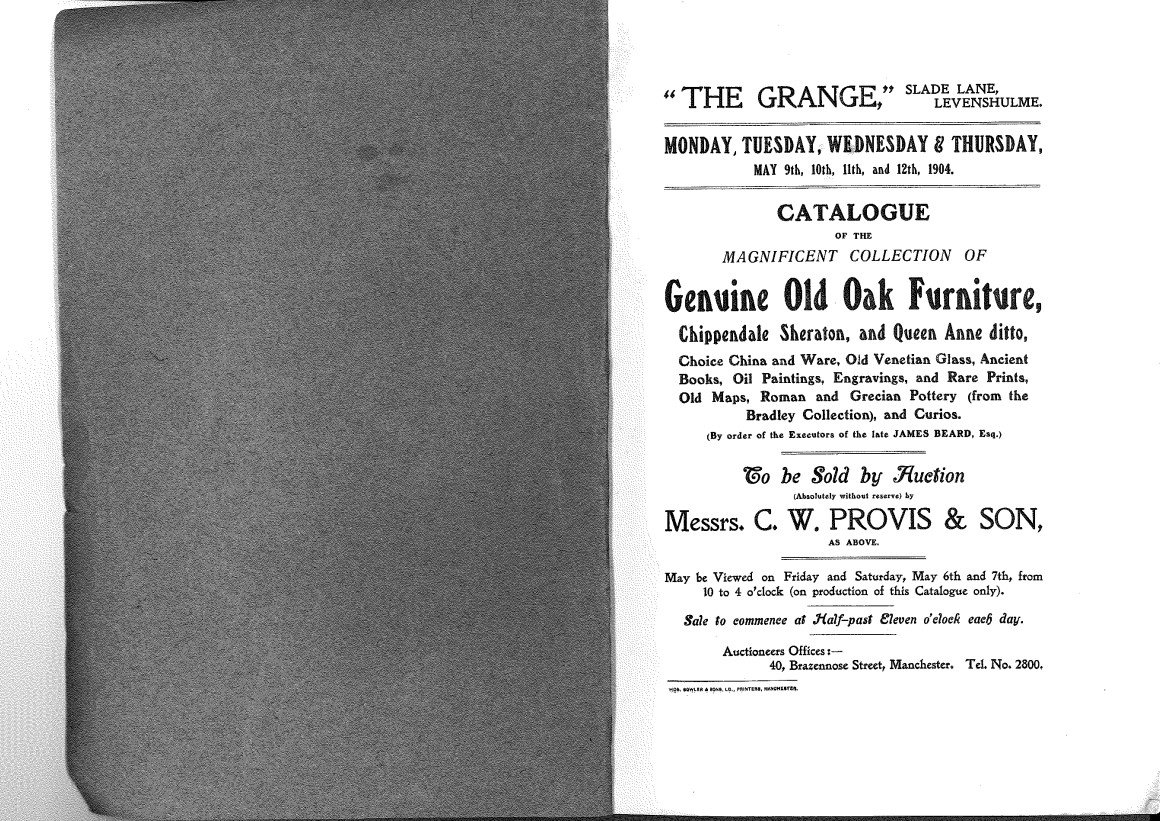 "THE GRANGE," SLADE LANE,
LEVENSHULME.
MONDAY, TUESDAY, WEDNESDAY & THURSDAY,
MAY 9th, 10th, 11th, and 12th, 1904.
CATALOGUE
OF THE
MAGNIFICENT COLLECTION OF
Genuine Old Oak Furniture,
Chippendale Sheraton, and Queen Anne ditto,
Choice China and Ware, Old Venetian Glass, Ancient
Books, Oil Paintings, Engravings, and Rare Prints,
Old Maps, Roman and Grecian Pottery (from the
Bradley Collection), and Curios.
(By order of the Executors of the late JAMES BEARD, Esq.)
To be Sold by Auction
(Absolutely without reserve) by
Messrs. C. W. PROVIS & SON,
AS ABOVE.
May be Viewed on Friday and Saturday, May 6th and 7th, from
10 to 4 o'clock (on production of this Catalogue only).
Sale to commence at Half-past Eleven o'clock each day.
Auctioneers Offices:—
40, Brazennose Street, Manchester. Tel. No. 2800.
& SONS, LD., PRINTERS, MANCHESTER.